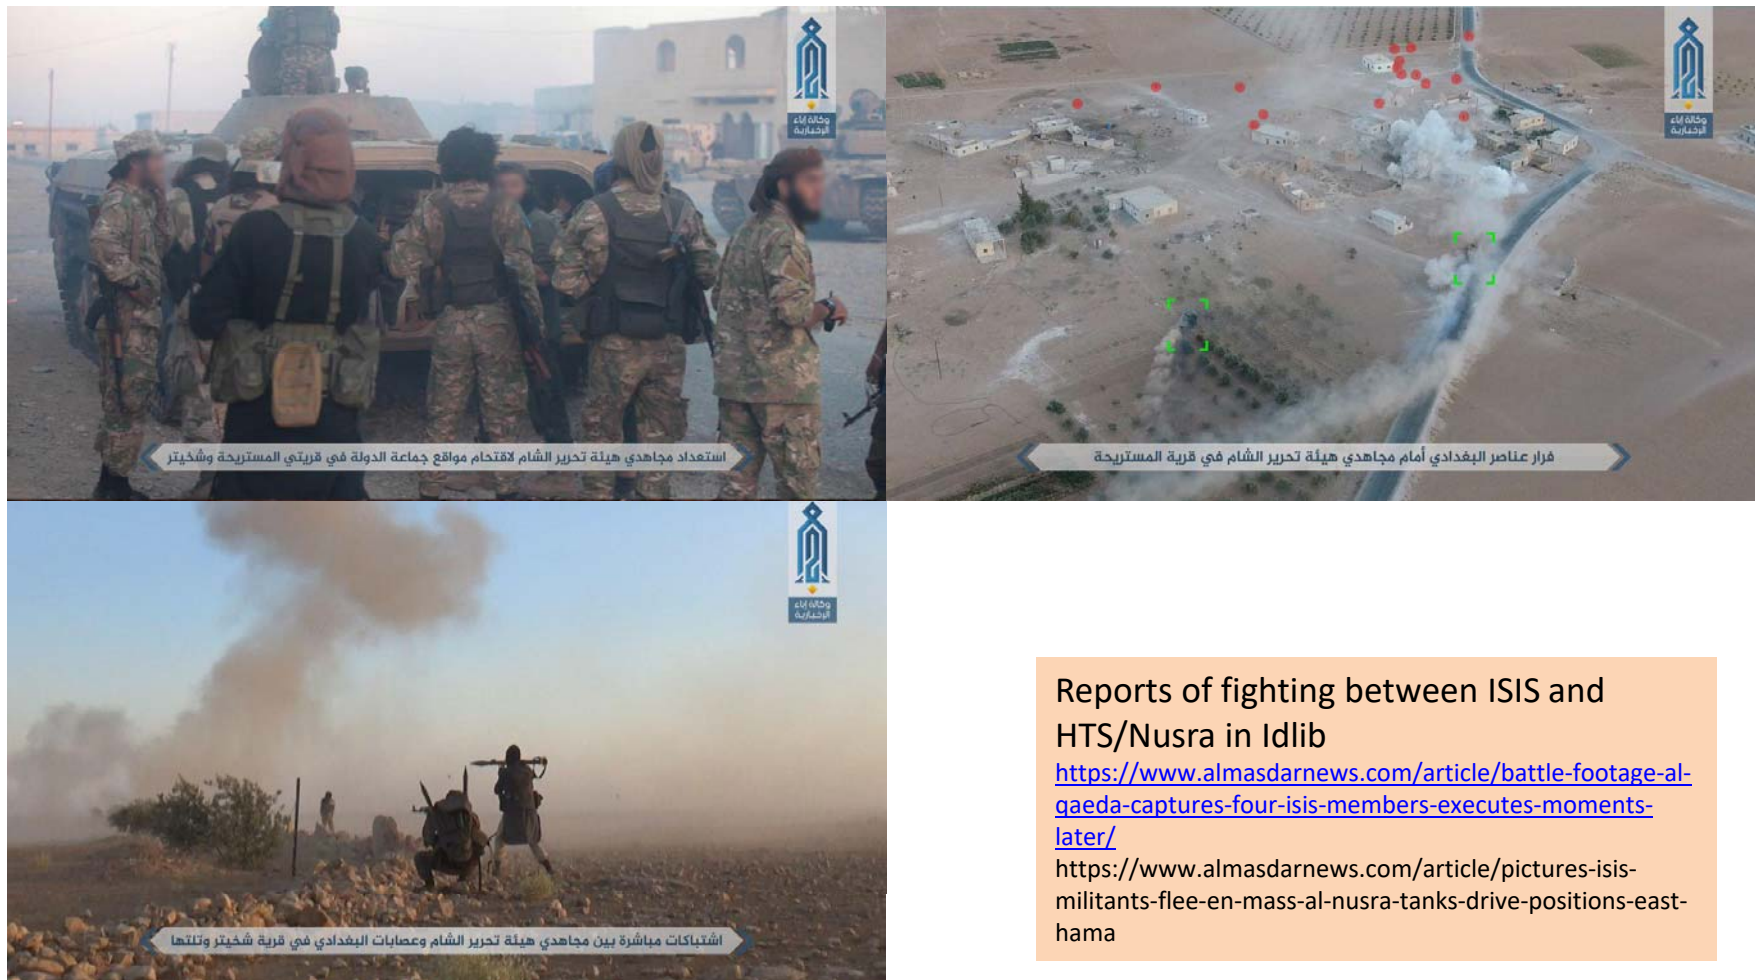 وكالة إباء
الإخبارية
استعداد مجاهدي هيئة تحرير الشام لاقتحام مواقع جماعة الدولة في قريتي المستريحة وشخيتر
وكالة إباء
الإخبارية
فرار عناصر البغدادي أمام مجاهدي هيئة تحرير الشام في قرية المستريحة
وكالة إباء
الإخبارية
اشتباكات مباشرة بين مجاهدي هيئة تحرير الشام وعصابات البغدادي في قرية شخيتر وتلتها
Reports of fighting between ISIS and
HTS/Nusra in Idlib
https://www.almasdarnews.com/article/battle-footage-al-
qaeda-captures-four-isis-members-executes-moments-
later/
https://www.almasdarnews.com/article/pictures-isis-
militants-flee-en-mass-al-nusra-tanks-drive-positions-east-
hama